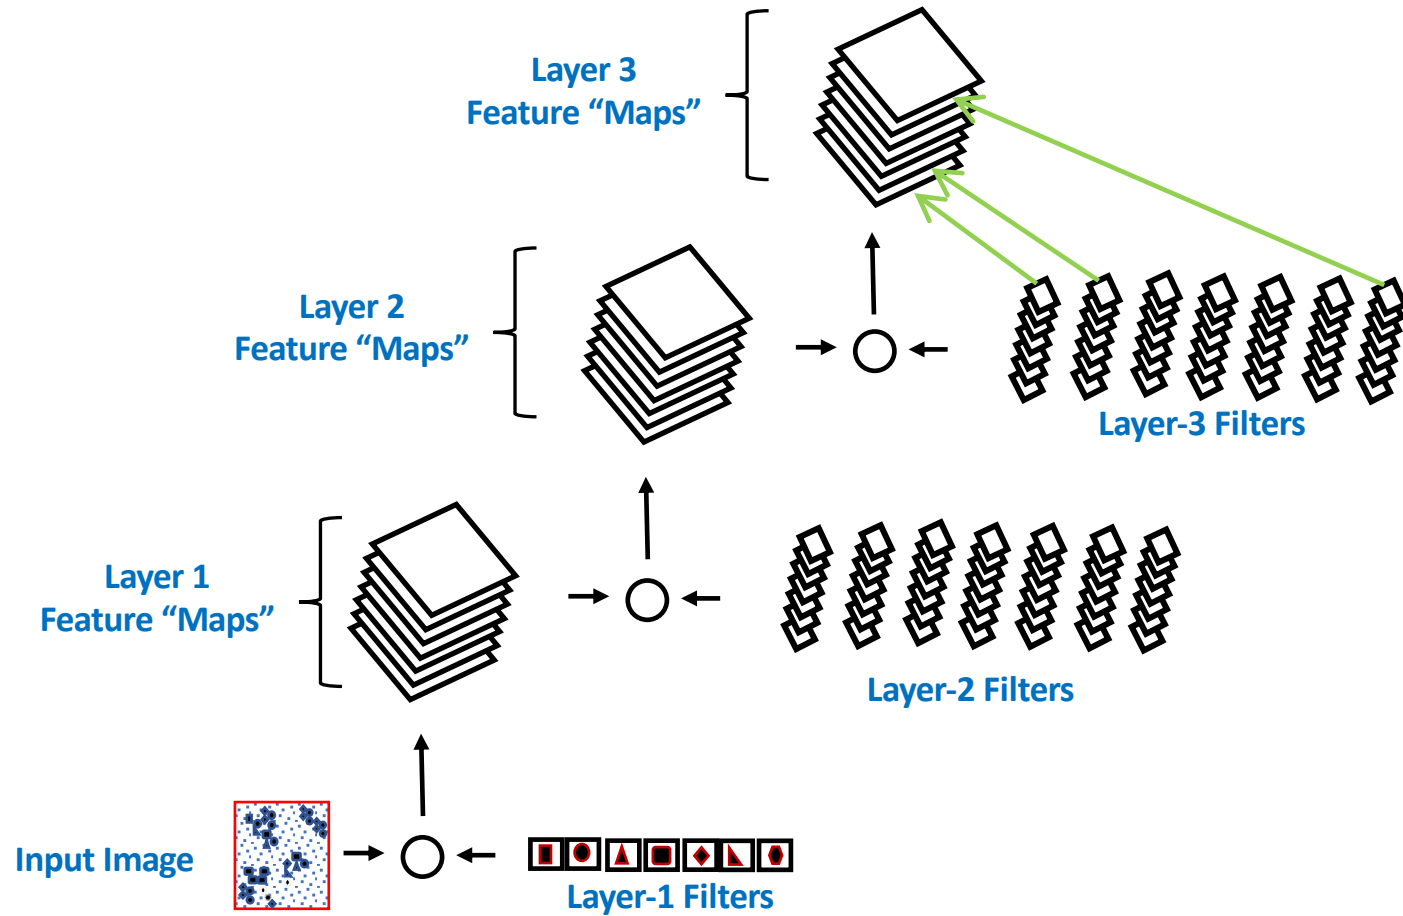 Layer 3
Feature “Maps”
Layer 2
Feature “Maps”
Layer-3 Filters
Layer 1
Feature “Maps”
Layer-2 Filters
Input Image
Layer-1 Filters